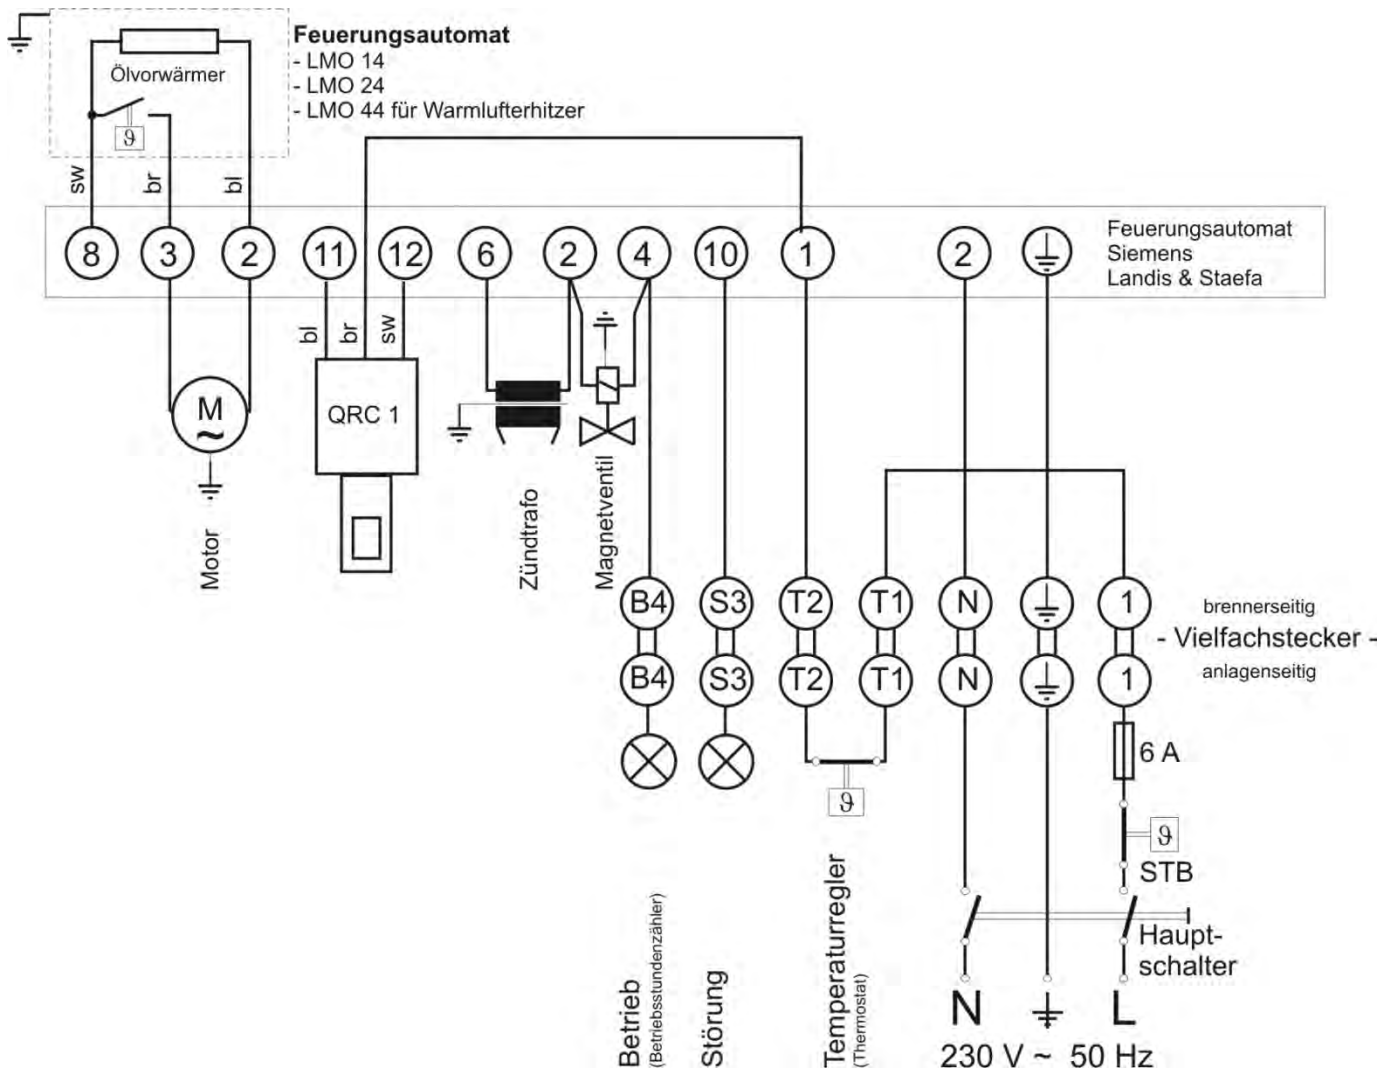 Feuerungsautomat
- LMO 14
- LMO 24
- LMO 44 für Warmlufterhitzer
Ölvorwärmer
ϑ
sw
br
bl
8
3
2
11
12
6
2
4
10
1
2
Feuerungsautomat
Siemens
Landis & Staefa
bl
br
sw
M
~
QRC 1
Motor
Zündtrafo
Magnetventil
B4
S3
T2
T1
N
1
brennerseitig
- Vielfachstecker -
anlagenseitig
B4
S3
T2
T1
N
1
6 A
ϑ
ϑ
STB
Haupt-
schalter
Betrieb
(Betriebsstundenzähler)
Störung
Temperaturregler
(Thermostat)
N
L
230 V ~ 50 Hz